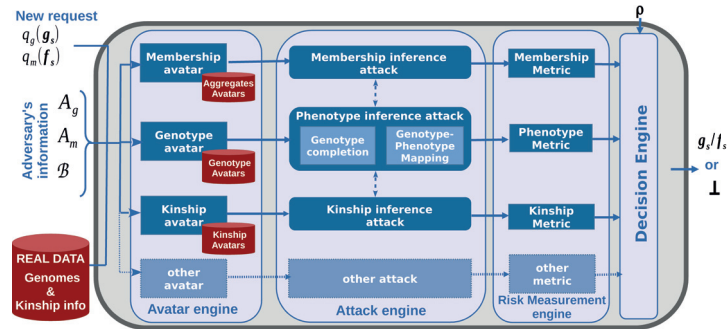 New request
q_g(g_s)
q_m(f_s)
Adversary's
information
A_g
A_m
ℬ
REAL DATA
Genomes
&
Kinship info
Membership
avatar
Aggregates
Avatars
Genotype
avatar
Genotype
Avatars
Kinship
avatar
Kinship
Avatars
other
avatar
Avatar engine
Membership inference
attack
Phenotype inference attack
Genotype
completion
Genotype-
Phenotype
Mapping
Kinship inference
attack
other attack
Attack engine
Membership
Metric
Phenotype
Metric
Kinship
Metric
other
metric
Risk Measurement
engine
ρ
Decision Engine
g_s/f_s
or
⊥